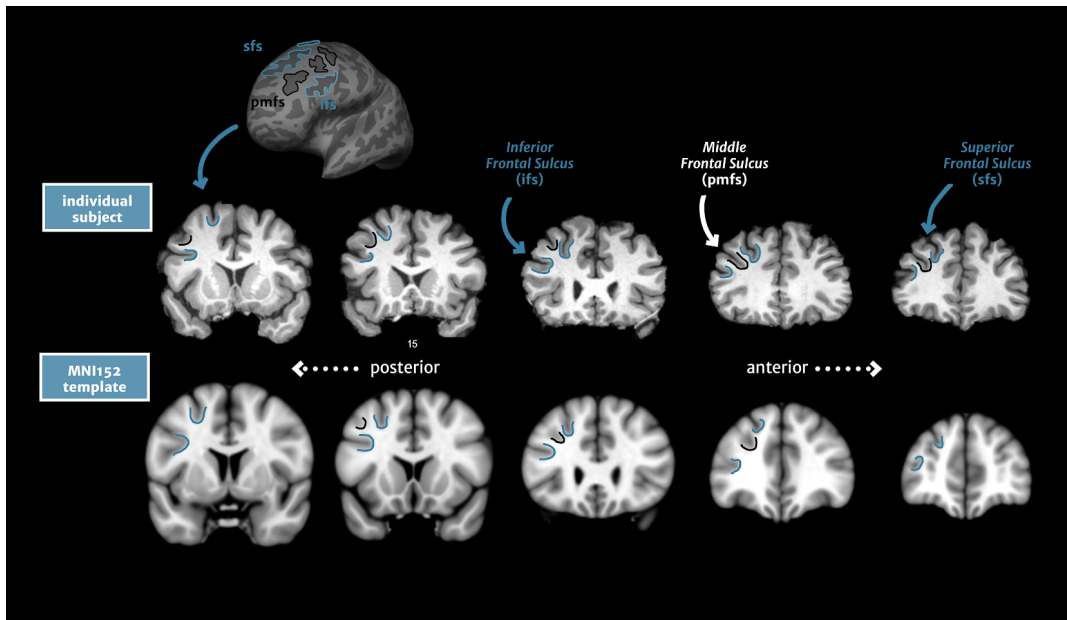 sfs
pmfs
ifs
Inferior
Frontal Sulcus
(ifs)
Middle
Frontal Sulcus
(pmfs)
Superior
Frontal Sulcus
(sfs)
individual
subject
15
MNI152
template
posterior
anterior